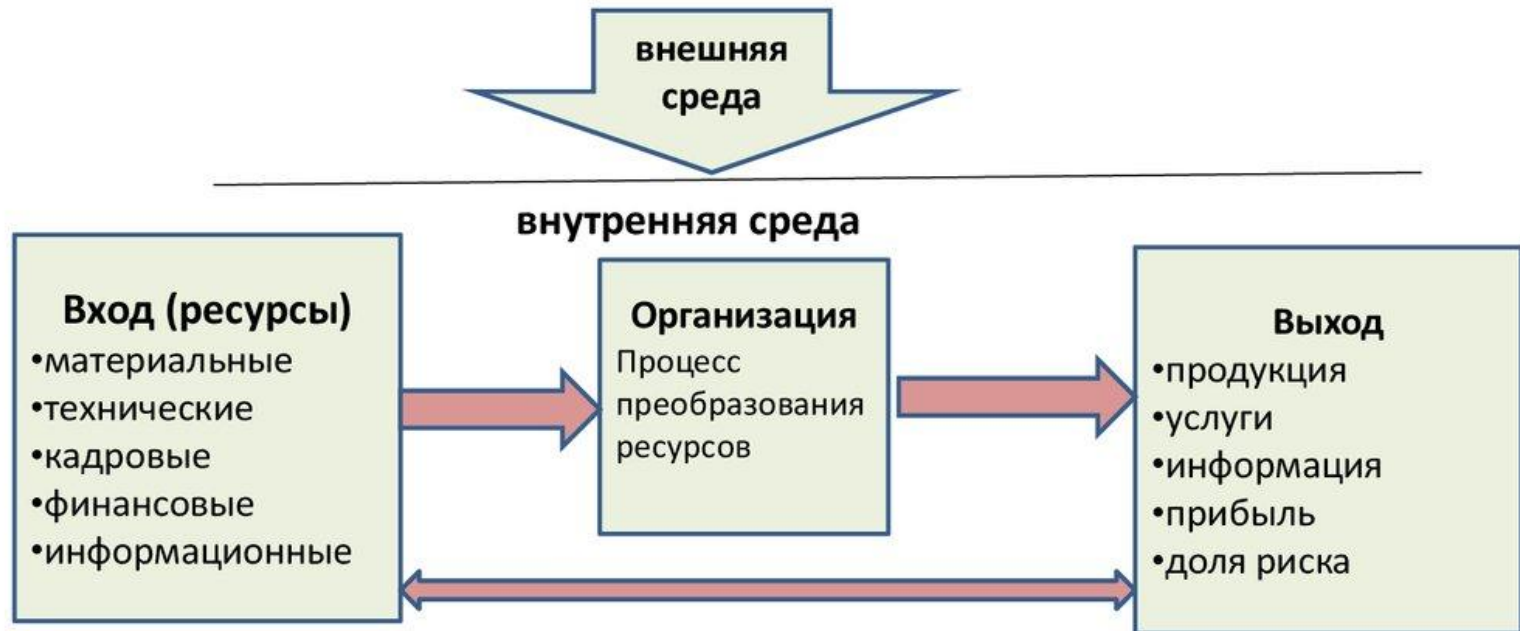 внешняя
среда
внутренняя среда
Вход (ресурсы)
•материальные
•технические
•кадровые
•финансовые
•информационные
Организация
Процесс
преобразования
ресурсов
Выход
•продукция
•услуги
•информация
•прибыль
•доля риска